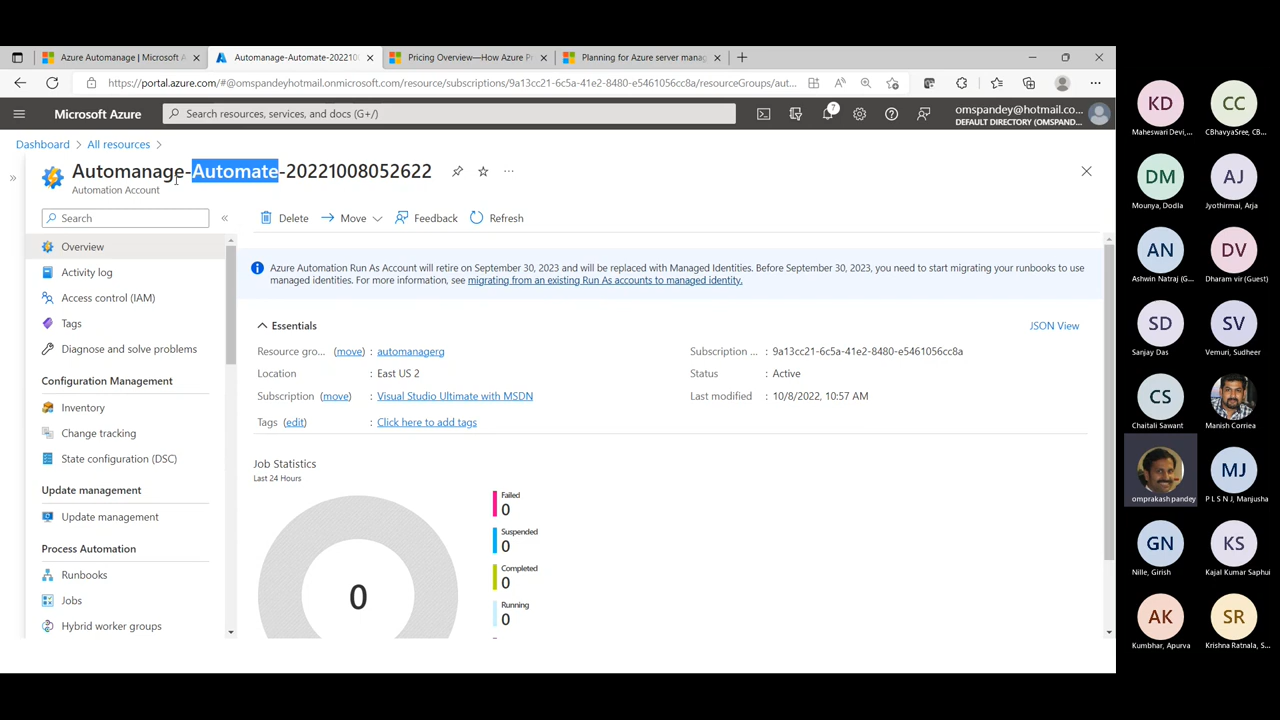 Azure Automanage | Microsoft A
Automanage-Automate-2022100
Pricing Overview—How Azure P
Planning for Azure server manag
https://portal.azure.com/#@omspandeyhotmail.onmicrosoft.com/resource/subscriptions/9a13cc21-6c5a-41e2-8480-e5461056cc8a/resourceGroups/aut...
Microsoft Azure
Search resources, services, and docs (G+/)
7
omspandey@hotmail.co...
DEFAULT DIRECTORY (OMSPAND...
Dashboard > All resources >
Automanage-Automate-20221008052622
Automation Account
Search
Delete
Move
Feedback
Refresh
Overview
Activity log
Access control (IAM)
Tags
Diagnose and solve problems
Configuration Management
Inventory
Change tracking
State configuration (DSC)
Update management
Update management
Process Automation
Runbooks
Jobs
Hybrid worker groups
Azure Automation Run As Account will retire on September 30, 2023 and will be replaced with Managed Identities. Before September 30, 2023, you need to start migrating your runbooks to use
managed identities. For more information, see migrating from an existing Run As accounts to managed identity.
Essentials
JSON View
Resource gro... (move) : automanagerg
Location : East US 2
Subscription (move) : Visual Studio Ultimate with MSDN
Tags (edit) : Click here to add tags
Subscription ... : 9a13cc21-6c5a-41e2-8480-e5461056cc8a
Status : Active
Last modified : 10/8/2022, 10:57 AM
Job Statistics
Last 24 Hours
0
Failed
0
Suspended
0
Completed
0
Running
0
KD
Maheswari Devi,...
CC
CBhavyaSree, CB...
DM
Mounya, Dodla
AJ
Jyothirmai, Arja
AN
Ashwin Natraj (G...
DV
Dharam vir (Guest)
SD
Sanjay Das
SV
Vemuri, Sudheer
CS
Chaitali Sawant
Manish Corriea
omprakash pandey
MJ
P L S N J, Manjusha
GN
Nille, Girish
KS
Kajal Kumar Saphui
AK
Kumbhar, Apurva
SR
Krishna Ratnala, S...